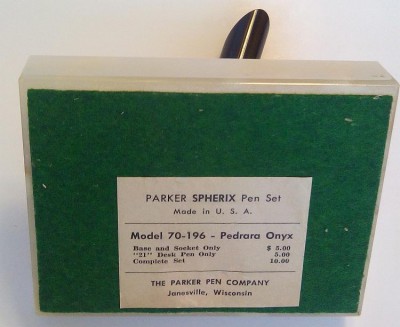 PARKER SPHERIX Pen Set
Made in U. S. A.
Model 70-196 - Pedrara Onyx
Base and Socket Only $ 5.00
"21" Desk Pen Only 5.00
Complete Set 10.00
THE PARKER PEN COMPANY
Janesville, Wisconsin